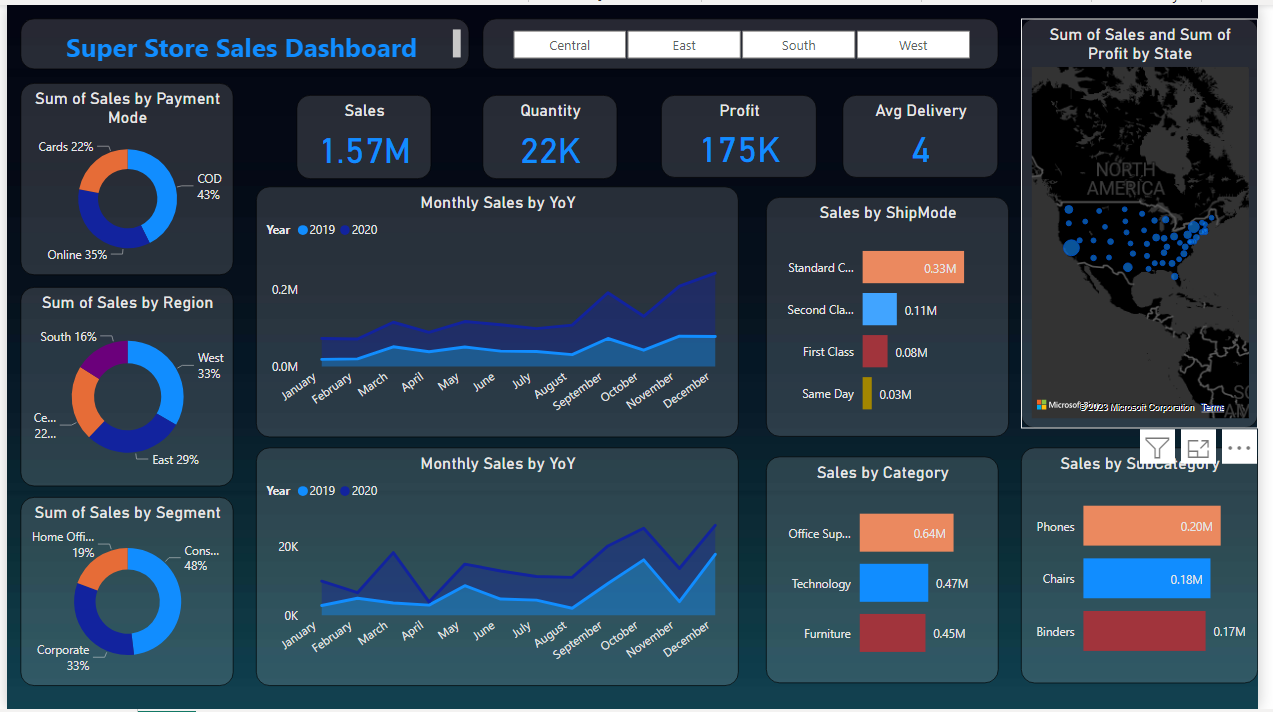 Super Store Sales Dashboard
Central
East
South
West
Sum of Sales and Sum of
Profit by State
Sum of Sales by Payment
Mode
Cards 22%
COD
43%
Online 35%
Sales
1.57M
Quantity
22K
Profit
175K
Avg Delivery
4
NORTH
AMERICA
Microsoft
© 2023 Microsoft Corporation
Terms
Monthly Sales by YoY
Year
2019
2020
0.2M
0.0M
January
February
March
April
May
June
July
August
September
October
November
December
Sales by ShipMode
Standard C...
0.33M
Second Cla...
0.11M
First Class
0.08M
Same Day
0.03M
Sum of Sales by Region
South 16%
West
33%
Ce...
22...
East 29%
Sum of Sales by Segment
Home Offi...
19%
Cons...
48%
Corporate
33%
Monthly Sales by YoY
Year
2019
2020
20K
0K
January
February
March
April
May
June
July
August
September
October
November
December
Sales by Category
Office Sup...
0.64M
Technology
0.47M
Furniture
0.45M
Sales by SubCategory
Phones
0.20M
Chairs
0.18M
Binders
0.17M